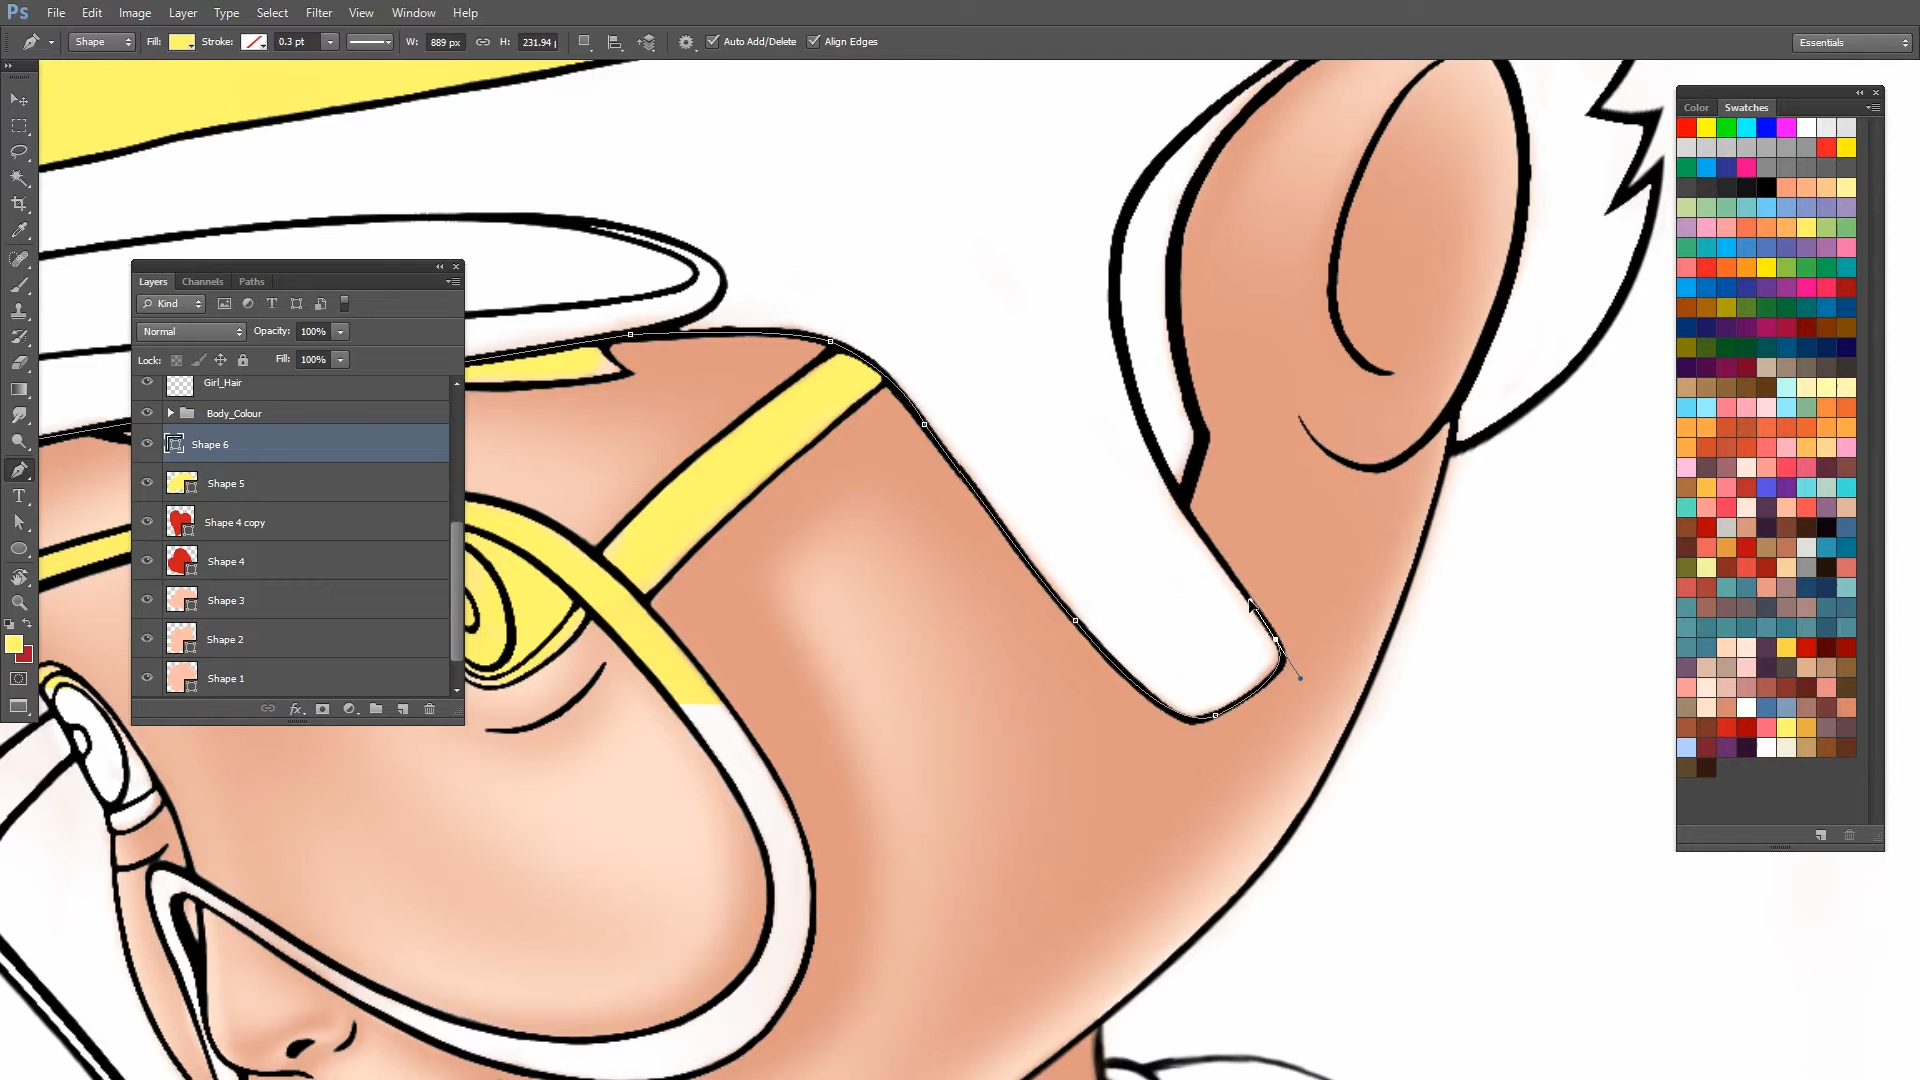 Ps File Edit Image Layer Type Select Filter View Window Help
Shape Fill: Stroke: 0.3 pt W: 889 px H: 231.94 Auto Add/Delete Align Edges Essentials
Color Swatches
Layers Channels Paths
Kind T
Normal Opacity: 100%
Lock: Fill: 100%
Girl_Hair
Body_Colour
Shape 6
Shape 5
Shape 4 copy
Shape 4
Shape 3
Shape 2
Shape 1
fx
T